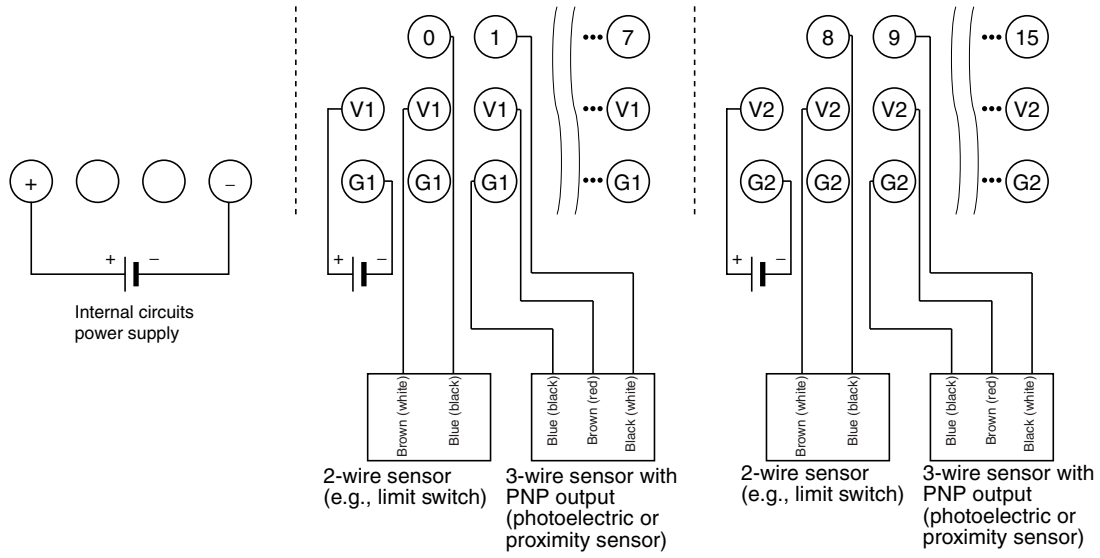 0 1 ••• 7
8 9 ••• 15
V1 V1 V1 ••• V1
V2 V2 V2 ••• V2
+ −
G1 G1 G1 ••• G1
G2 G2 G2 ••• G2
+ −
+ −
+ −
Internal circuits
power supply
Brown (white)
Blue (black)
Blue (black)
Brown (red)
Black (white)
Brown (white)
Blue (black)
Blue (black)
Brown (red)
Black (white)
2-wire sensor
(e.g., limit switch)
3-wire sensor with
PNP output
(photoelectric or
proximity sensor)
2-wire sensor
(e.g., limit switch)
3-wire sensor with
PNP output
(photoelectric or
proximity sensor)